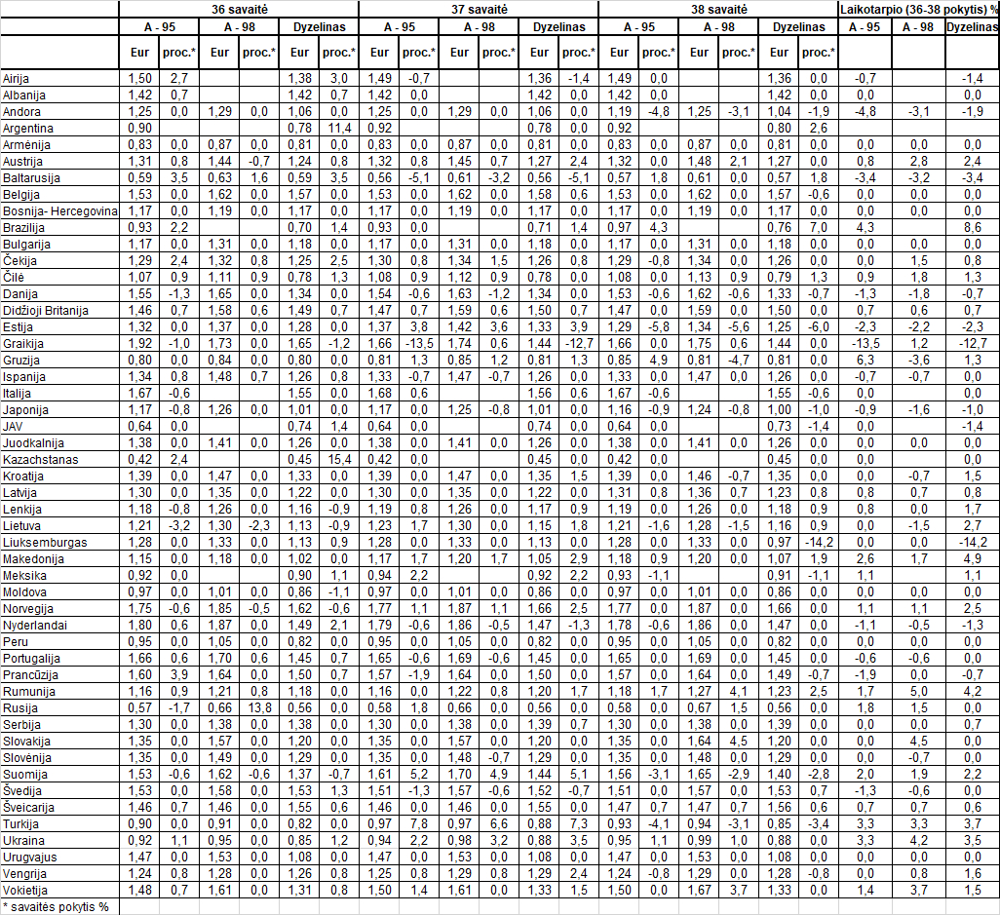 36 savaitė 37 savaitė 38 savaitė Laikotarpio (36-38 pokytis) %
A - 95 A - 98 Dyzelinas A - 95 A - 98 Dyzelinas A - 95 A - 98 Dyzelinas A - 95 A - 98 Dyzelinas
Eur proc.* Eur proc.* Eur proc.* Eur proc.* Eur proc.* Eur proc.* Eur proc.* Eur proc.* Eur proc.*
Airija 1,50 2,7 1,38 3,0 1,49 -0,7 1,36 -1,4 1,49 0,0 1,36 0,0 -0,7 -1,4
Albanija 1,42 0,7 1,42 0,7 1,42 0,0 1,42 0,0 1,42 0,0 1,42 0,0 0,0 0,0
Andora 1,25 0,0 1,29 0,0 1,06 0,0 1,25 0,0 1,29 0,0 1,06 0,0 1,19 -4,8 1,25 -3,1 1,04 -1,9 -4,8 -3,1 -1,9
Argentina 0,90 0,78 11,4 0,92 0,78 0,0 0,92 0,80 2,6
Armėnija 0,83 0,0 0,87 0,0 0,81 0,0 0,83 0,0 0,87 0,0 0,81 0,0 0,83 0,0 0,87 0,0 0,81 0,0 0,0 0,0 0,0
Austrija 1,31 0,8 1,44 -0,7 1,24 0,8 1,32 0,8 1,45 0,7 1,27 2,4 1,32 0,0 1,48 2,1 1,27 0,0 0,8 2,8 2,4
Baltarusija 0,59 3,5 0,63 1,6 0,59 3,5 0,56 -5,1 0,61 -3,2 0,56 -5,1 0,57 1,8 0,61 0,0 0,57 1,8 -3,4 -3,2 -3,4
Belgija 1,53 0,0 1,62 0,0 1,57 0,0 1,53 0,0 1,62 0,0 1,58 0,6 1,53 0,0 1,62 0,0 1,57 -0,6 0,0 0,0 0,0
Bosnija- Hercegovina 1,17 0,0 1,19 0,0 1,17 0,0 1,17 0,0 1,19 0,0 1,17 0,0 1,17 0,0 1,19 0,0 1,17 0,0 0,0 0,0 0,0
Brazilija 0,93 2,2 0,70 1,4 0,93 0,0 0,71 1,4 0,97 4,3 0,76 7,0 4,3 8,6
Bulgarija 1,17 0,0 1,31 0,0 1,18 0,0 1,17 0,0 1,31 0,0 1,18 0,0 1,17 0,0 1,31 0,0 1,18 0,0 0,0 0,0 0,0
Čekija 1,29 2,4 1,32 0,8 1,25 2,5 1,30 0,8 1,34 1,5 1,26 0,8 1,29 -0,8 1,34 0,0 1,26 0,0 0,0 1,5 0,8
Čilė 1,07 0,9 1,11 0,9 0,78 1,3 1,08 0,9 1,12 0,9 0,78 0,0 1,08 0,0 1,13 0,9 0,79 1,3 0,9 1,8 1,3
Danija 1,55 -1,3 1,65 0,0 1,34 0,0 1,54 -0,6 1,63 -1,2 1,34 0,0 1,53 -0,6 1,62 -0,6 1,33 -0,7 -1,3 -1,8 -0,7
Didžioji Britanija 1,46 0,7 1,58 0,6 1,49 0,7 1,47 0,7 1,59 0,6 1,50 0,7 1,47 0,0 1,59 0,0 1,50 0,0 0,7 0,6 0,7
Estija 1,32 0,0 1,37 0,0 1,28 0,0 1,37 3,8 1,42 3,6 1,33 3,9 1,29 -5,8 1,34 -5,6 1,25 -6,0 -2,3 -2,2 -2,3
Graikija 1,92 -1,0 1,73 0,0 1,65 -1,2 1,66 -13,5 1,74 0,6 1,44 -12,7 1,66 0,0 1,75 0,6 1,44 0,0 -13,5 1,2 -12,7
Gruzija 0,80 0,0 0,84 0,0 0,80 0,0 0,81 1,3 0,85 1,2 0,81 1,3 0,85 4,9 0,81 -4,7 0,81 0,0 6,3 -3,6 1,3
Ispanija 1,34 0,8 1,48 0,7 1,26 0,8 1,33 -0,7 1,47 -0,7 1,26 0,0 1,33 0,0 1,47 0,0 1,26 0,0 -0,7 -0,7 0,0
Italija 1,67 -0,6 1,55 0,0 1,68 0,6 1,56 0,6 1,67 -0,6 1,55 -0,6 0,0 0,0
Japonija 1,17 -0,8 1,26 0,0 1,01 0,0 1,17 0,0 1,25 -0,8 1,01 0,0 1,16 -0,9 1,24 -0,8 1,00 -1,0 -0,9 -1,6 -1,0
JAV 0,64 0,0 0,74 1,4 0,64 0,0 0,74 0,0 0,64 0,0 0,73 -1,4 0,0 -1,4
Juodkalnija 1,38 0,0 1,41 0,0 1,26 0,0 1,38 0,0 1,41 0,0 1,26 0,0 1,38 0,0 1,41 0,0 1,26 0,0 0,0 0,0 0,0
Kazachstanas 0,42 2,4 0,45 15,4 0,42 0,0 0,45 0,0 0,42 0,0 0,45 0,0 0,0 0,0
Kroatija 1,39 0,0 1,47 0,0 1,33 0,0 1,39 0,0 1,47 0,0 1,35 1,5 1,39 0,0 1,46 -0,7 1,35 0,0 0,0 -0,7 1,5
Latvija 1,30 0,0 1,35 0,0 1,22 0,0 1,30 0,0 1,35 0,0 1,22 0,0 1,31 0,8 1,36 0,7 1,23 0,8 0,8 0,7 0,8
Lenkija 1,18 -0,8 1,26 0,0 1,16 -0,9 1,19 0,8 1,26 0,0 1,17 0,9 1,19 0,0 1,26 0,0 1,18 0,9 0,8 0,0 1,7
Lietuva 1,21 -3,2 1,30 -2,3 1,13 -0,9 1,23 1,7 1,30 0,0 1,15 1,8 1,21 -1,6 1,28 -1,5 1,16 0,9 0,0 -1,5 2,7
Liuksemburgas 1,28 0,0 1,33 0,0 1,13 0,9 1,28 0,0 1,33 0,0 1,13 0,0 1,28 0,0 1,33 0,0 0,97 -14,2 0,0 0,0 -14,2
Makedonija 1,15 0,0 1,18 0,0 1,02 0,0 1,17 1,7 1,20 1,7 1,05 2,9 1,18 0,9 1,20 0,0 1,07 1,9 2,6 1,7 4,9
Meksika 0,92 0,0 0,90 1,1 0,94 2,2 0,92 2,2 0,93 -1,1 0,91 -1,1 1,1 1,1
Moldova 0,97 0,0 1,01 0,0 0,86 -1,1 0,97 0,0 1,01 0,0 0,86 0,0 0,97 0,0 1,01 0,0 0,86 0,0 0,0 0,0 0,0
Norvegija 1,75 -0,6 1,85 -0,5 1,62 -0,6 1,77 1,1 1,87 1,1 1,66 2,5 1,77 0,0 1,87 0,0 1,66 0,0 1,1 1,1 2,5
Nyderlandai 1,80 0,6 1,87 0,0 1,49 2,1 1,79 -0,6 1,86 -0,5 1,47 -1,3 1,78 -0,6 1,86 0,0 1,47 0,0 -1,1 -0,5 -1,3
Peru 0,95 0,0 1,05 0,0 0,82 0,0 0,95 0,0 1,05 0,0 0,82 0,0 0,95 0,0 1,05 0,0 0,82 0,0 0,0 0,0 0,0
Portugalija 1,66 0,6 1,70 0,6 1,45 0,7 1,65 -0,6 1,69 -0,6 1,45 0,0 1,65 0,0 1,69 0,0 1,45 0,0 -0,6 -0,6 0,0
Prancūzija 1,60 3,9 1,64 0,0 1,50 0,7 1,57 -1,9 1,64 0,0 1,50 0,0 1,57 0,0 1,64 0,0 1,49 -0,7 -1,9 0,0 -0,7
Rumunija 1,16 0,9 1,21 0,8 1,18 0,0 1,16 0,0 1,22 0,8 1,20 1,7 1,18 1,7 1,27 4,1 1,23 2,5 1,7 5,0 4,2
Rusija 0,57 -1,7 0,66 13,8 0,56 0,0 0,58 1,8 0,66 0,0 0,56 0,0 0,58 0,0 0,67 1,5 0,56 0,0 1,8 1,5 0,0
Serbija 1,30 0,0 1,38 0,0 1,38 0,0 1,30 0,0 1,38 0,0 1,39 0,7 1,30 0,0 1,38 0,0 1,39 0,0 0,0 0,0 0,7
Slovakija 1,35 0,0 1,57 0,0 1,20 0,0 1,35 0,0 1,57 0,0 1,20 0,0 1,35 0,0 1,64 4,5 1,20 0,0 0,0 4,5 0,0
Slovėnija 1,35 0,0 1,49 0,0 1,29 0,0 1,35 0,0 1,48 -0,7 1,29 0,0 1,35 0,0 1,48 0,0 1,29 0,0 0,0 -0,7 0,0
Suomija 1,53 -0,6 1,62 -0,6 1,37 -0,7 1,61 5,2 1,70 4,9 1,44 5,1 1,56 -3,1 1,65 -2,9 1,40 -2,8 2,0 1,9 2,2
Švedija 1,53 0,0 1,58 0,0 1,53 1,3 1,51 -1,3 1,57 -0,6 1,52 -0,7 1,51 0,0 1,57 0,0 1,53 0,7 -1,3 -0,6 0,0
Šveicarija 1,46 0,7 1,46 0,0 1,55 0,6 1,46 0,0 1,46 0,0 1,55 0,0 1,47 0,7 1,47 0,7 1,56 0,6 0,7 0,7 0,6
Turkija 0,90 0,0 0,91 0,0 0,82 0,0 0,97 7,8 0,97 6,6 0,88 7,3 0,93 -4,1 0,94 -3,1 0,85 -3,4 3,3 3,3 3,7
Ukraina 0,92 1,1 0,95 0,0 0,85 1,2 0,94 2,2 0,98 3,2 0,88 3,5 0,95 1,1 0,99 1,0 0,88 0,0 3,3 4,2 3,5
Urugvajus 1,47 0,0 1,53 0,0 1,08 0,0 1,47 0,0 1,53 0,0 1,08 0,0 1,47 0,0 1,53 0,0 1,08 0,0 0,0 0,0 0,0
Vengrija 1,24 0,8 1,28 0,0 1,26 0,8 1,25 0,8 1,29 0,8 1,29 2,4 1,24 -0,8 1,29 0,0 1,28 -0,8 0,0 0,8 1,6
Vokietija 1,48 0,7 1,61 0,0 1,31 0,8 1,50 1,4 1,61 0,0 1,33 1,5 1,50 0,0 1,67 3,7 1,33 0,0 1,4 3,7 1,5
* savaitės pokytis %